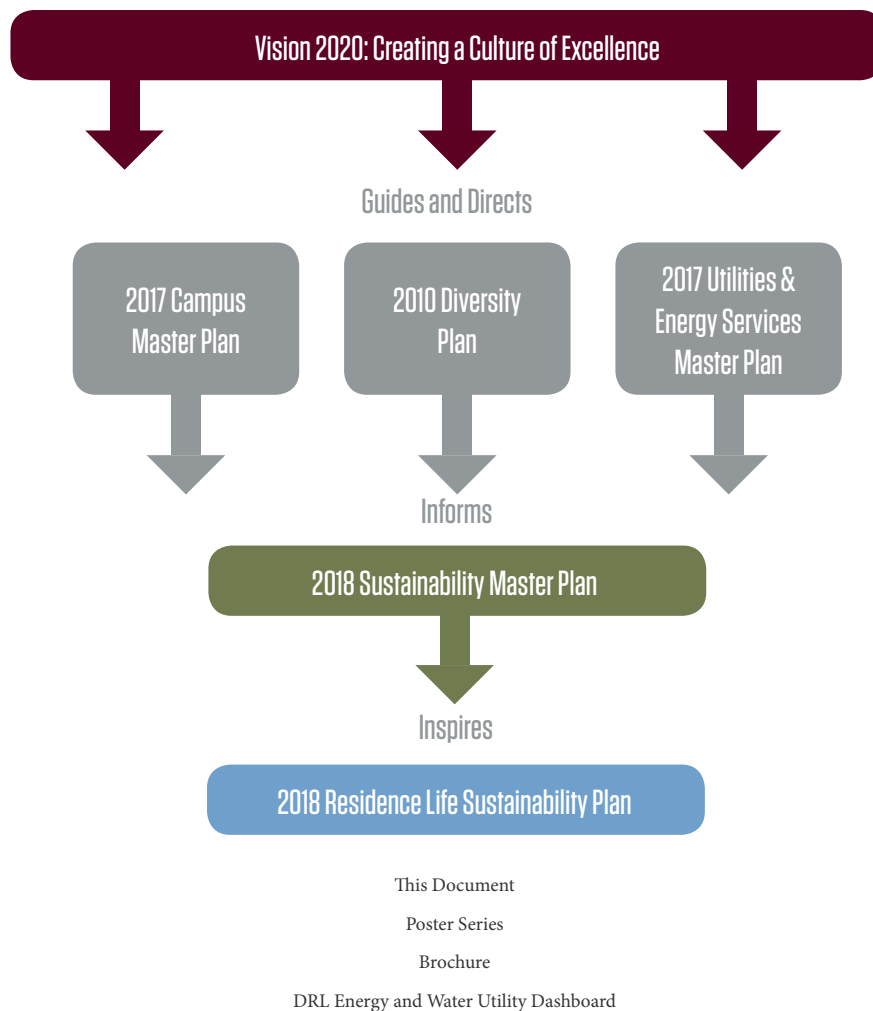 Vision 2020: Creating a Culture of Excellence
Guides and Directs
2017 Campus
Master Plan
2010 Diversity
Plan
2017 Utilities &
Energy Services
Master Plan
Informs
2018 Sustainability Master Plan
Inspires
2018 Residence Life Sustainability Plan
This Document
Poster Series
Brochure
DRL Energy and Water Utility Dashboard